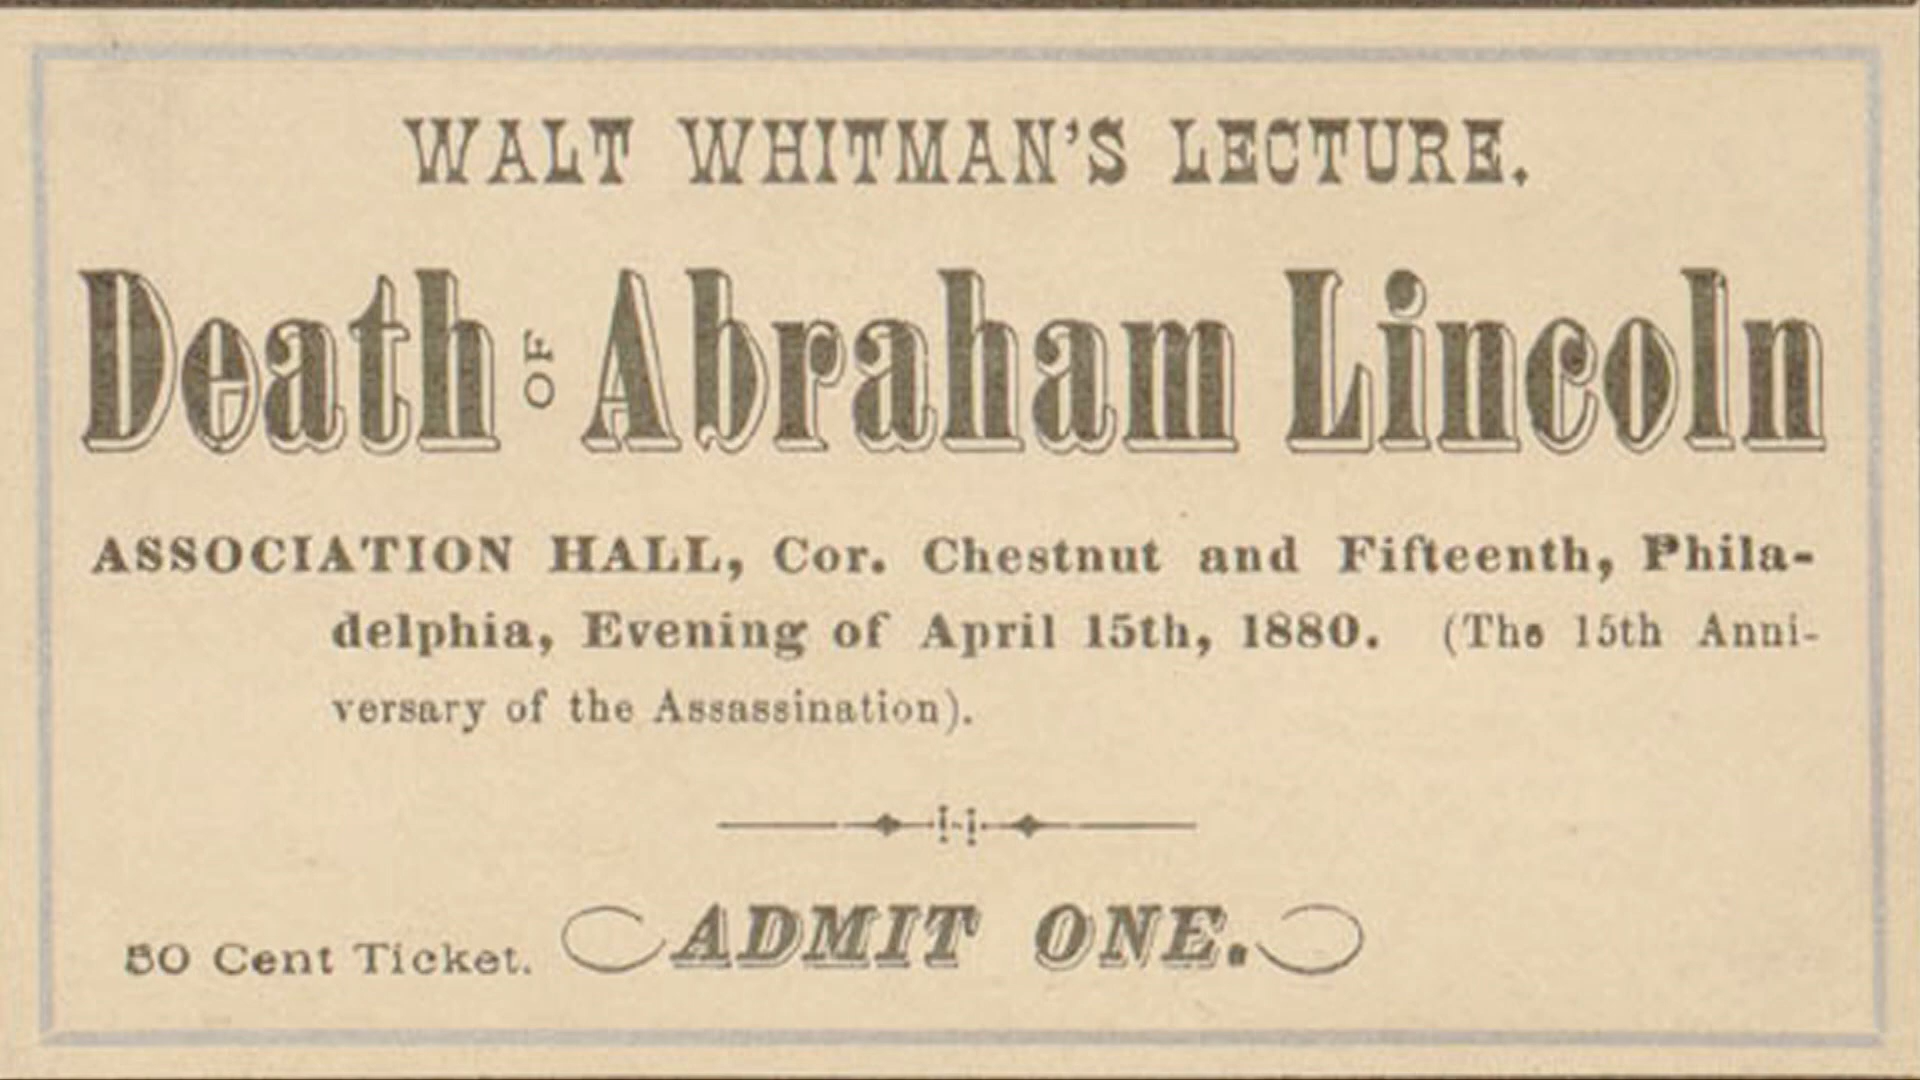 WALT WHITMAN'S LECTURE.
Death OF Abraham Lincoln
ASSOCIATION HALL, Cor. Chestnut and Fifteenth, Phila-
delphia, Evening of April 15th, 1880. (The 15th Anni-
versary of the Assassination).
50 Cent Ticket. ADMIT ONE.